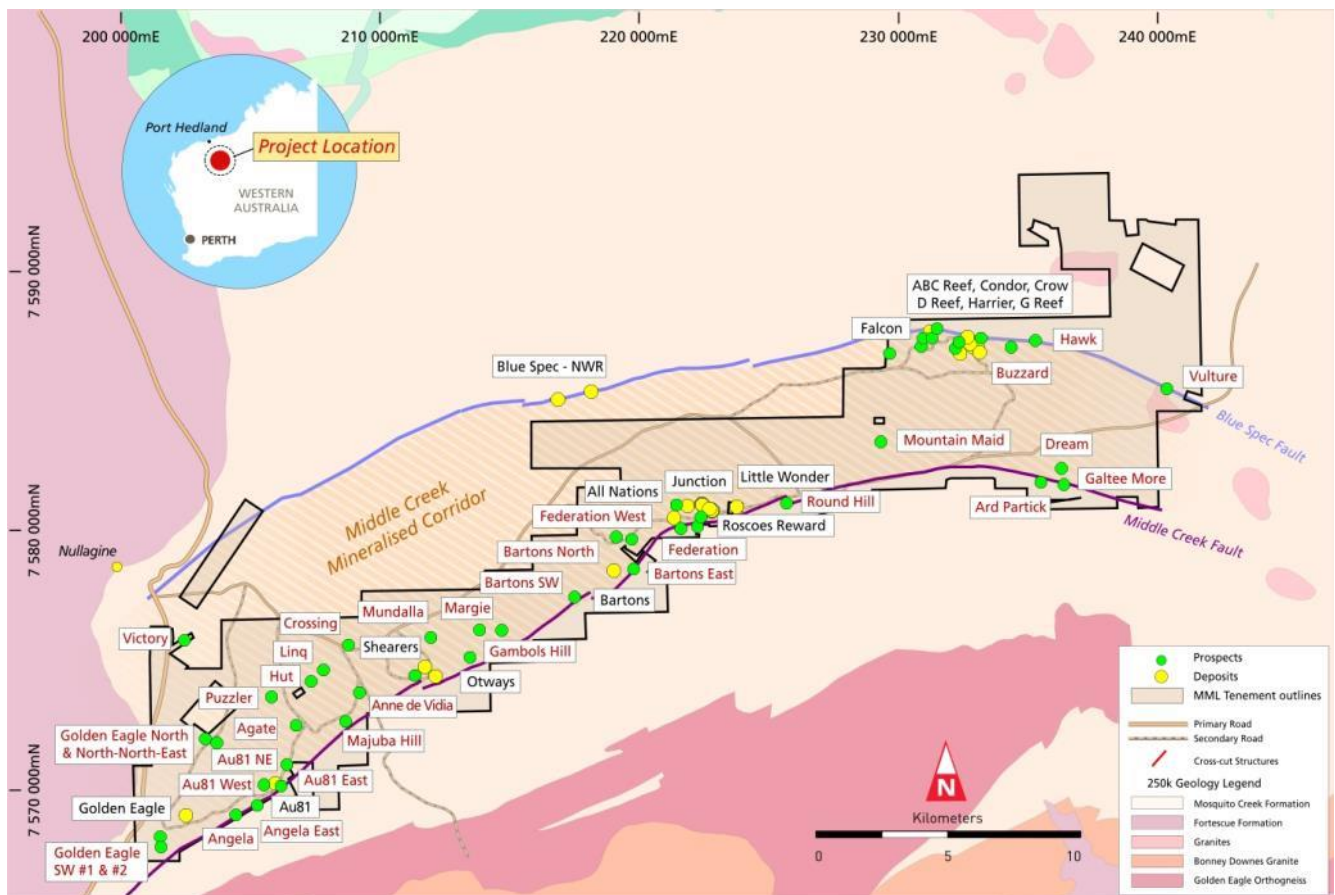 200 000mE
210 000mE
220 000mE
230 000mE
240 000mE
7 590 000mN
7 580 000mN
7 570 000mN
Port Hedland
Project Location
WESTERN
AUSTRALIA
PERTH
ABC Reef, Condor, Crow
D Reef, Harrier, G Reef
Falcon
Hawk
Buzzard
Vulture
Blue Spec Fault
Blue Spec - NWR
Mountain Maid
Dream
Galtee More
Ard Partick
Middle Creek Fault
Middle Creek
Mineralised Corridor
Junction
Little Wonder
All Nations
Round Hill
Federation West
Roscoes Reward
Bartons North
Federation
Bartons East
Bartons SW
Bartons
Nullagine
Victory
Crossing
Mundalla
Margie
Linq
Shearers
Gambols Hill
Hut
Otways
Puzzler
Anne de Vidia
Agate
Majuba Hill
Golden Eagle North
& North-North-East
Au81 NE
Au81 West
Au81 East
Golden Eagle
Au81
Angela
Angela East
Golden Eagle
SW #1 & #2
N
Kilometers
0
5
10
Prospects
Deposits
MML Tenement outlines
Primary Road
Secondary Road
Cross-cut Structures
250k Geology Legend
Mosquito Creek Formation
Fortescue Formation
Granites
Bonney Downes Granite
Golden Eagle Orthogneiss